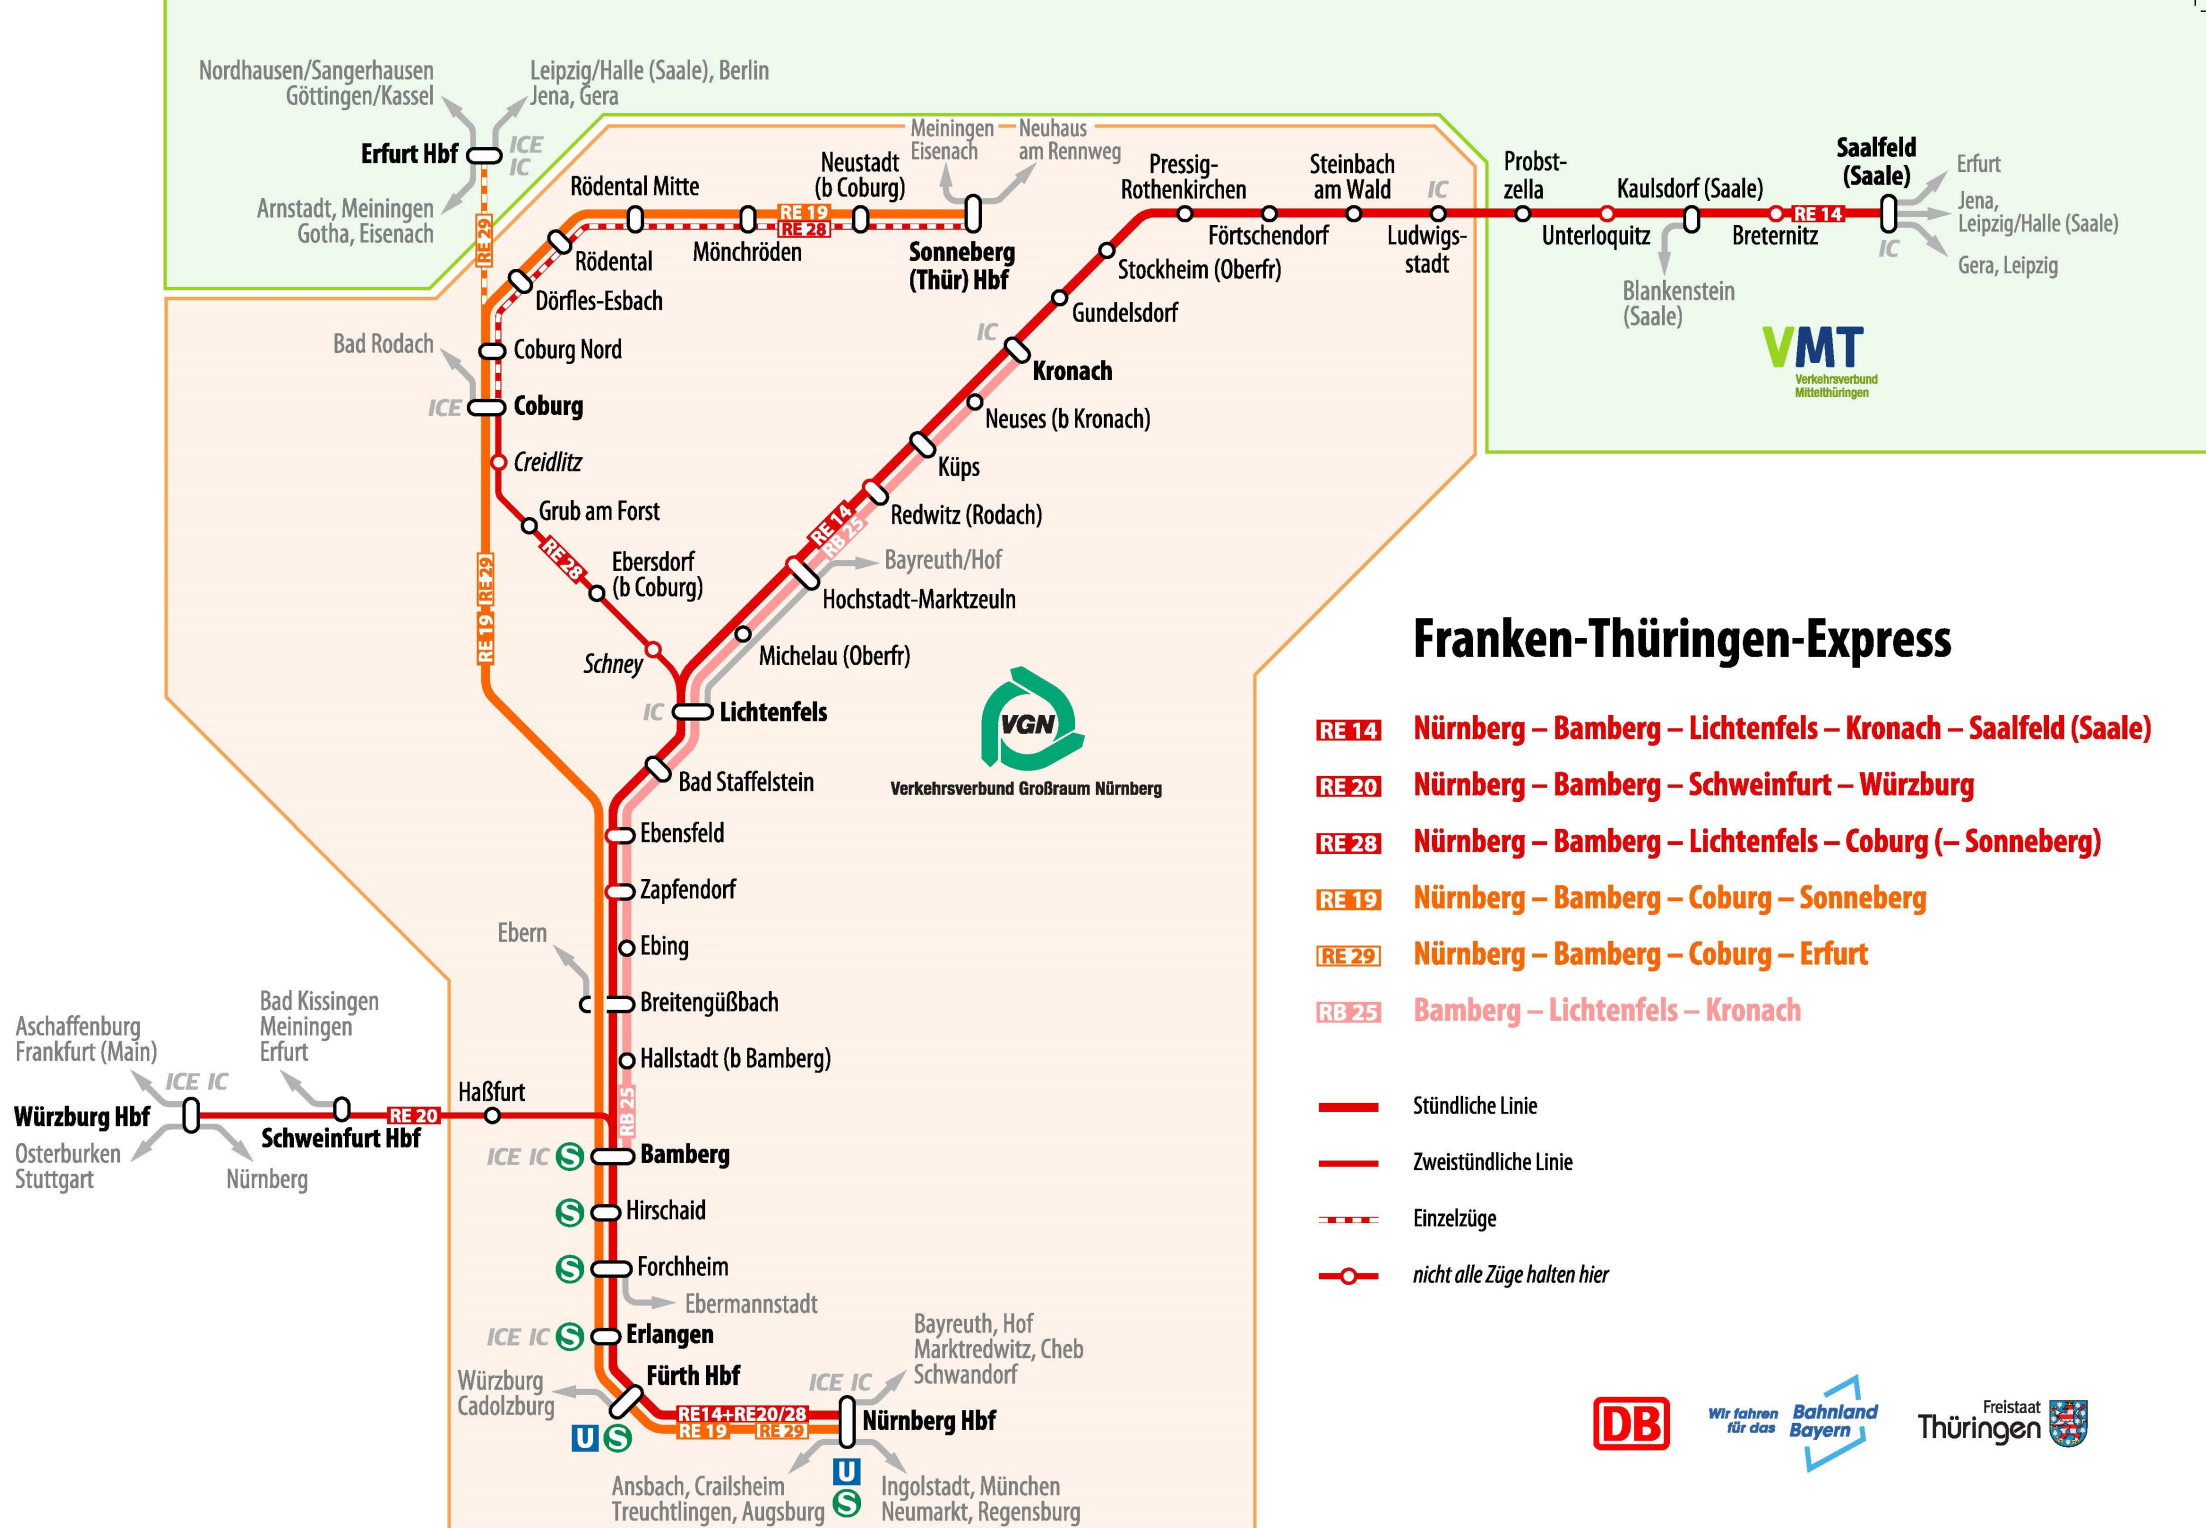 Nordhausen/Sangerhausen
Göttingen/Kassel
Leipzig/Halle (Saale), Berlin
Jena, Gera
Erfurt Hbf
ICE
IC
Arnstadt, Meiningen
Gotha, Eisenach
RE 29
Rödental Mitte
Neustadt
(b Coburg)
Meiningen
Eisenach
Neuhaus
am Rennweg
RE 19
RE 28
Mönchröden
Sonneberg
(Thür) Hbf
Rödental
Dörfles-Esbach
Bad Rodach
Coburg Nord
ICE
Coburg
Creidlitz
Grub am Forst
RE 28
Ebersdorf
(b Coburg)
Schney
RE 19
RE 29
Pressig-
Rothenkirchen
Steinbach
am Wald
IC
Probst-
zella
Kaulsdorf (Saale)
Saalfeld
(Saale)
Erfurt
Jena,
Leipzig/Halle (Saale)
Gera, Leipzig
IC
RE 14
Förtschendorf
Ludwigs-
stadt
Unterloquitz
Breternitz
Blankenstein
(Saale)
VMT
Verkehrsverbund
Mittelthüringen
Stockheim (Oberfr)
Gundelsdorf
IC
Kronach
Neuses (b Kronach)
Küps
Redwitz (Rodach)
RE 14
RB 25
Bayreuth/Hof
Hochstadt-Marktzeuln
Michelau (Oberfr)
IC
Lichtenfels
VGN
Verkehrsverbund Großraum Nürnberg
Bad Staffelstein
Ebensfeld
Zapfendorf
Ebing
Ebern
Breitengüßbach
Hallstadt (b Bamberg)
RB 25
Aschaffenburg
Frankfurt (Main)
ICE IC
Bad Kissingen
Meiningen
Erfurt
Würzburg Hbf
Schweinfurt Hbf
RE 20
Haßfurt
Osterburken
Stuttgart
Nürnberg
ICE IC S
Bamberg
S
Hirschaid
S
Forchheim
Ebermannstadt
ICE IC S
Erlangen
Fürth Hbf
Würzburg
Cadolzburg
U S
RE14+RE20/28
RE 19
RE 29
ICE IC
Bayreuth, Hof
Marktredwitz, Cheb
Schwandorf
Nürnberg Hbf
U
S
Ansbach, Crailsheim
Treuchtlingen, Augsburg
Ingolstadt, München
Neumarkt, Regensburg
Franken-Thüringen-Express
RE 14 Nürnberg – Bamberg – Lichtenfels – Kronach – Saalfeld (Saale)
RE 20 Nürnberg – Bamberg – Schweinfurt – Würzburg
RE 28 Nürnberg – Bamberg – Lichtenfels – Coburg (– Sonneberg)
RE 19 Nürnberg – Bamberg – Coburg – Sonneberg
RE 29 Nürnberg – Bamberg – Coburg – Erfurt
RB 25 Bamberg – Lichtenfels – Kronach
Stündliche Linie
Zweistündliche Linie
Einzelzüge
nicht alle Züge halten hier
DB
Wir fahren
für das
Bahnland
Bayern
Freistaat
Thüringen